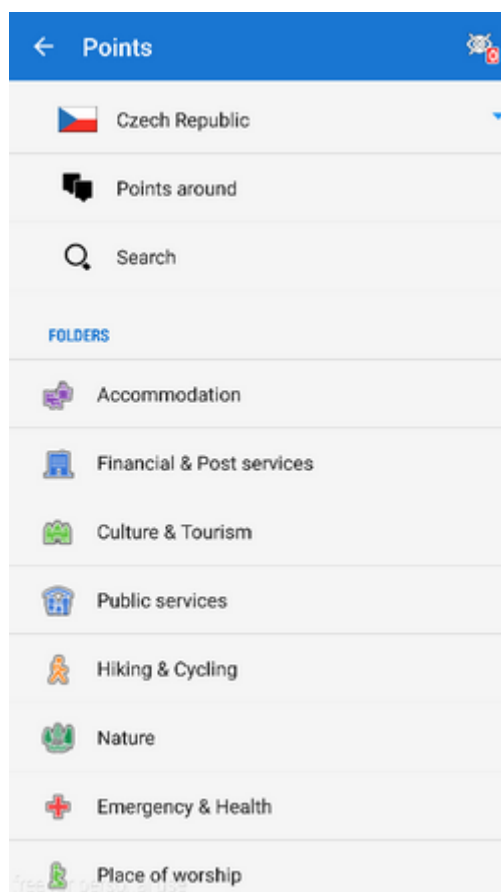 Points
Czech Republic
Points around
Search
FOLDERS
Accommodation
Financial & Post services
Culture & Tourism
Public services
Hiking & Cycling
Nature
Emergency & Health
Place of worship